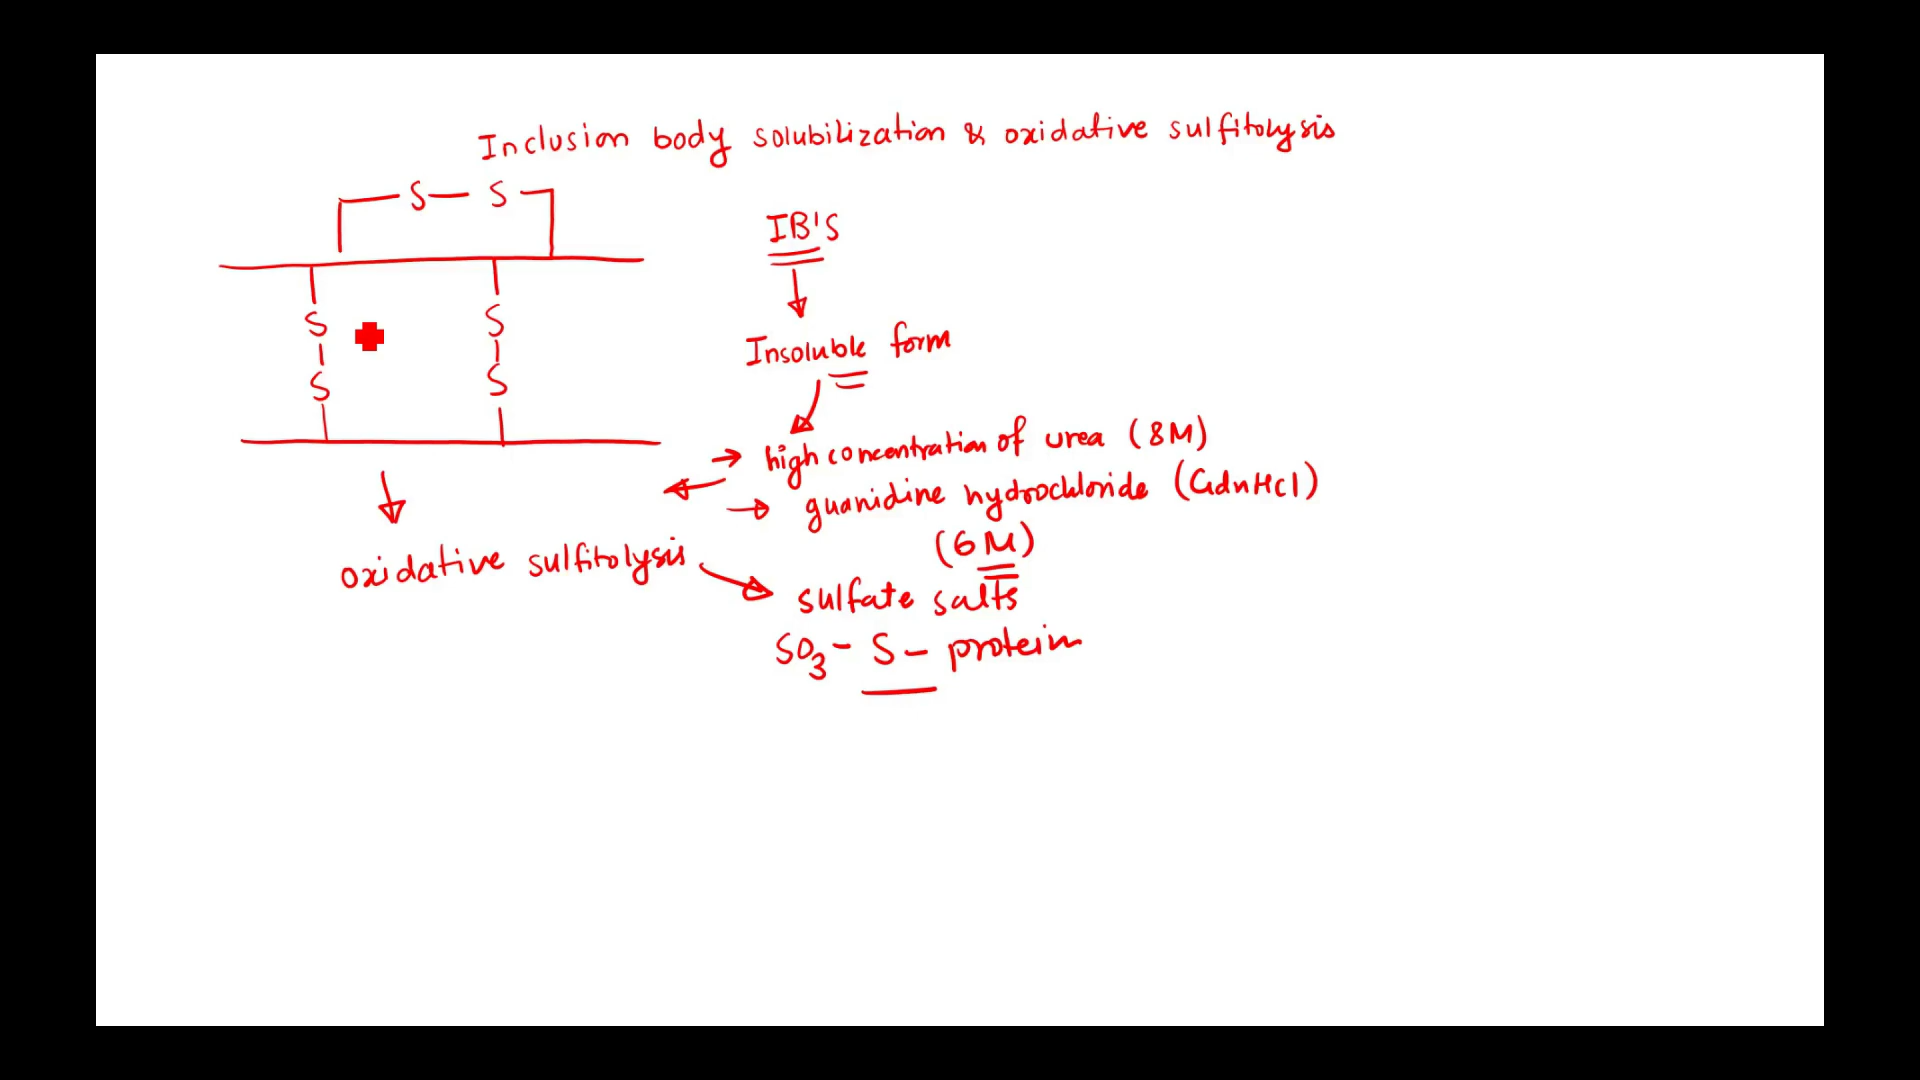 Inclusion body solubilization & oxidative sulfitolysis
S — S
S
S
S
S
IB'S
Insoluble form
high concentration of urea (8M)
guanidine hydrochloride (GdnHCl)
(6M)
oxidative sulfitolysis
sulfate salts
SO3 - S - protein